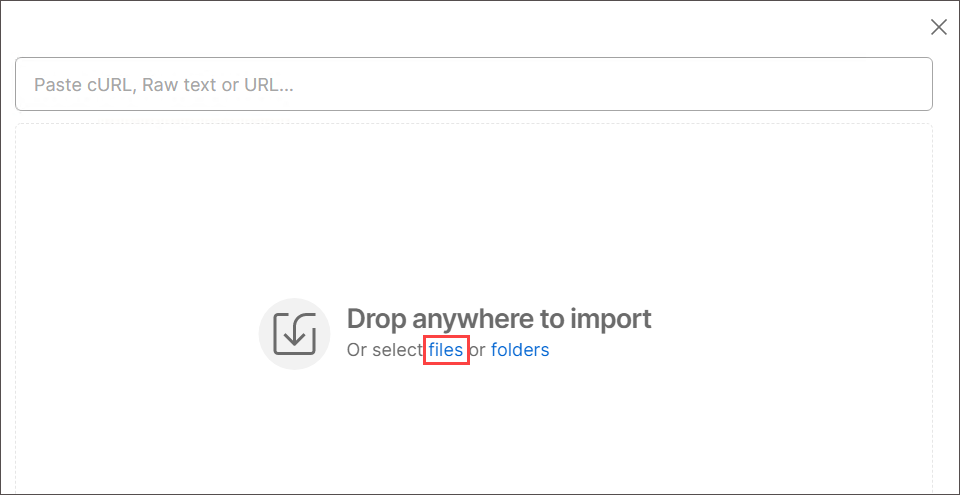 Paste cURL, Raw text or URL...
Drop anywhere to import
Or select files or folders